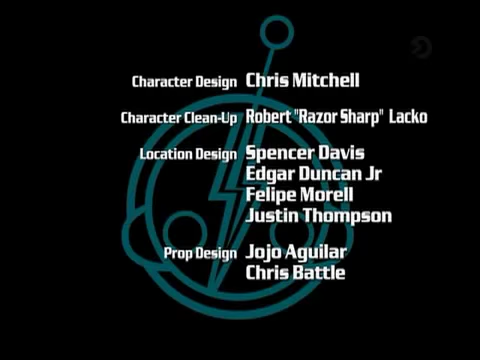 Character Design Chris Mitchell
Character Clean-Up Robert "Razor Sharp" Lacko
Location Design Spencer Davis
Edgar Duncan Jr
Felipe Morell
Justin Thompson
Prop Design Jojo Aguilar
Chris Battle